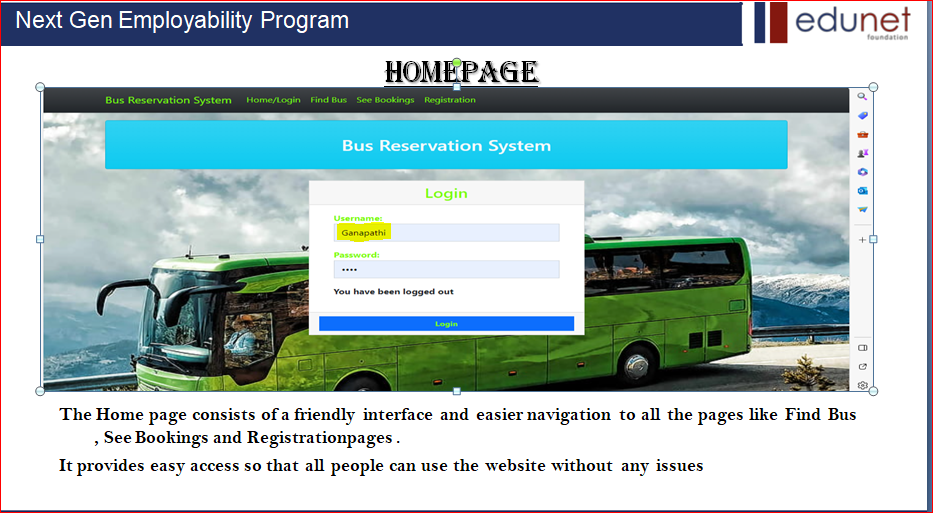 Next Gen Employability Program
edunet
foundation
HOMEPAGE
Bus Reservation System Home/Login Find Bus See Bookings Registration
Bus Reservation System
Login
Username:
Ganapathi
Password:
••••
You have been logged out
Login
The Home page consists of a friendly interface and easier navigation to all the pages like Find Bus
, See Bookings and Registrationpages .
It provides easy access so that all people can use the website without any issues